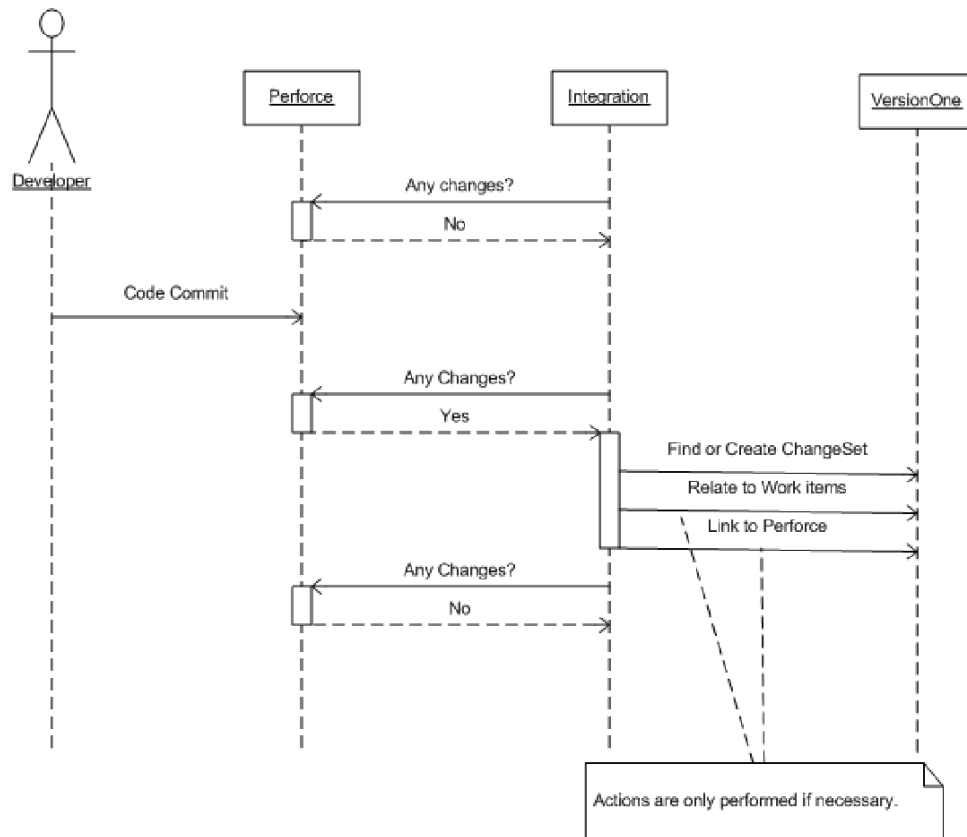 Perforce
Integration
VersionOne
Developer
Any changes?
No
Code Commit
Any Changes?
Yes
Find or Create ChangeSet
Relate to Work items
Link to Perforce
Any Changes?
No
Actions are only performed if necessary.